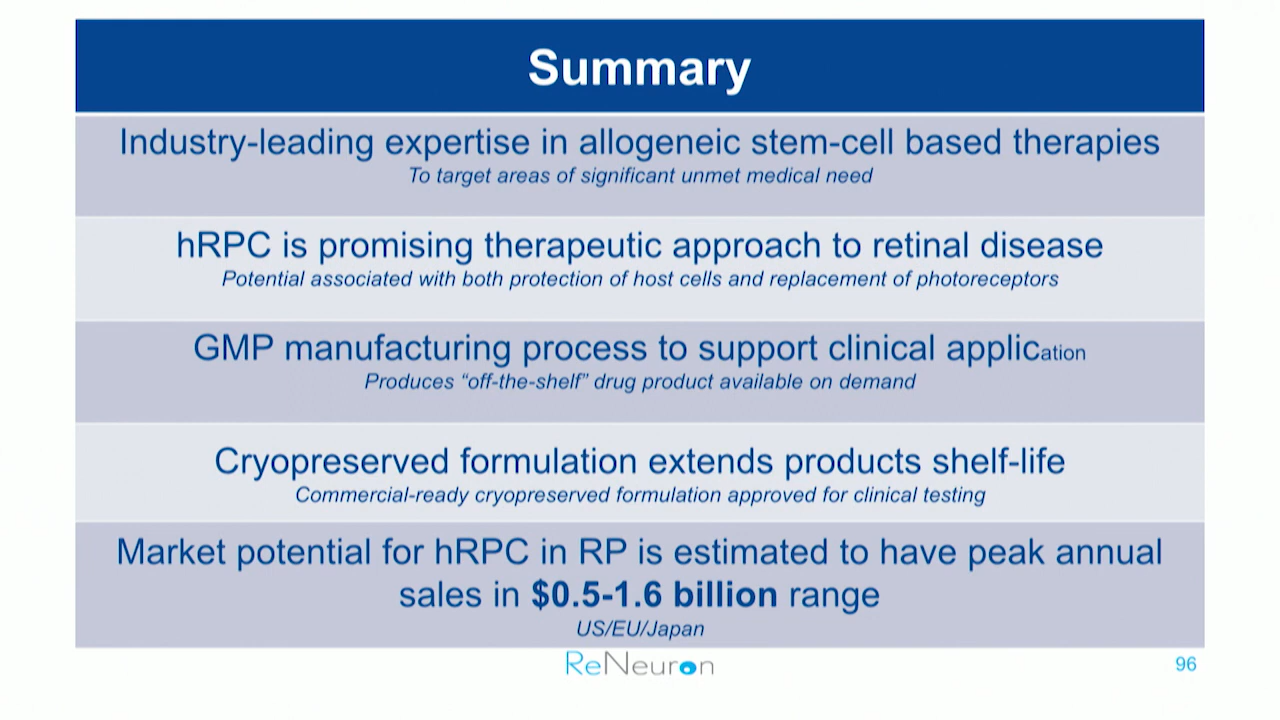 Summary
Industry-leading expertise in allogeneic stem-cell based therapies
To target areas of significant unmet medical need
hRPC is promising therapeutic approach to retinal disease
Potential associated with both protection of host cells and replacement of photoreceptors
GMP manufacturing process to support clinical application
Produces “off-the-shelf” drug product available on demand
Cryopreserved formulation extends products shelf-life
Commercial-ready cryopreserved formulation approved for clinical testing
Market potential for hRPC in RP is estimated to have peak annual
sales in $0.5-1.6 billion range
US/EU/Japan
ReNeuron
96